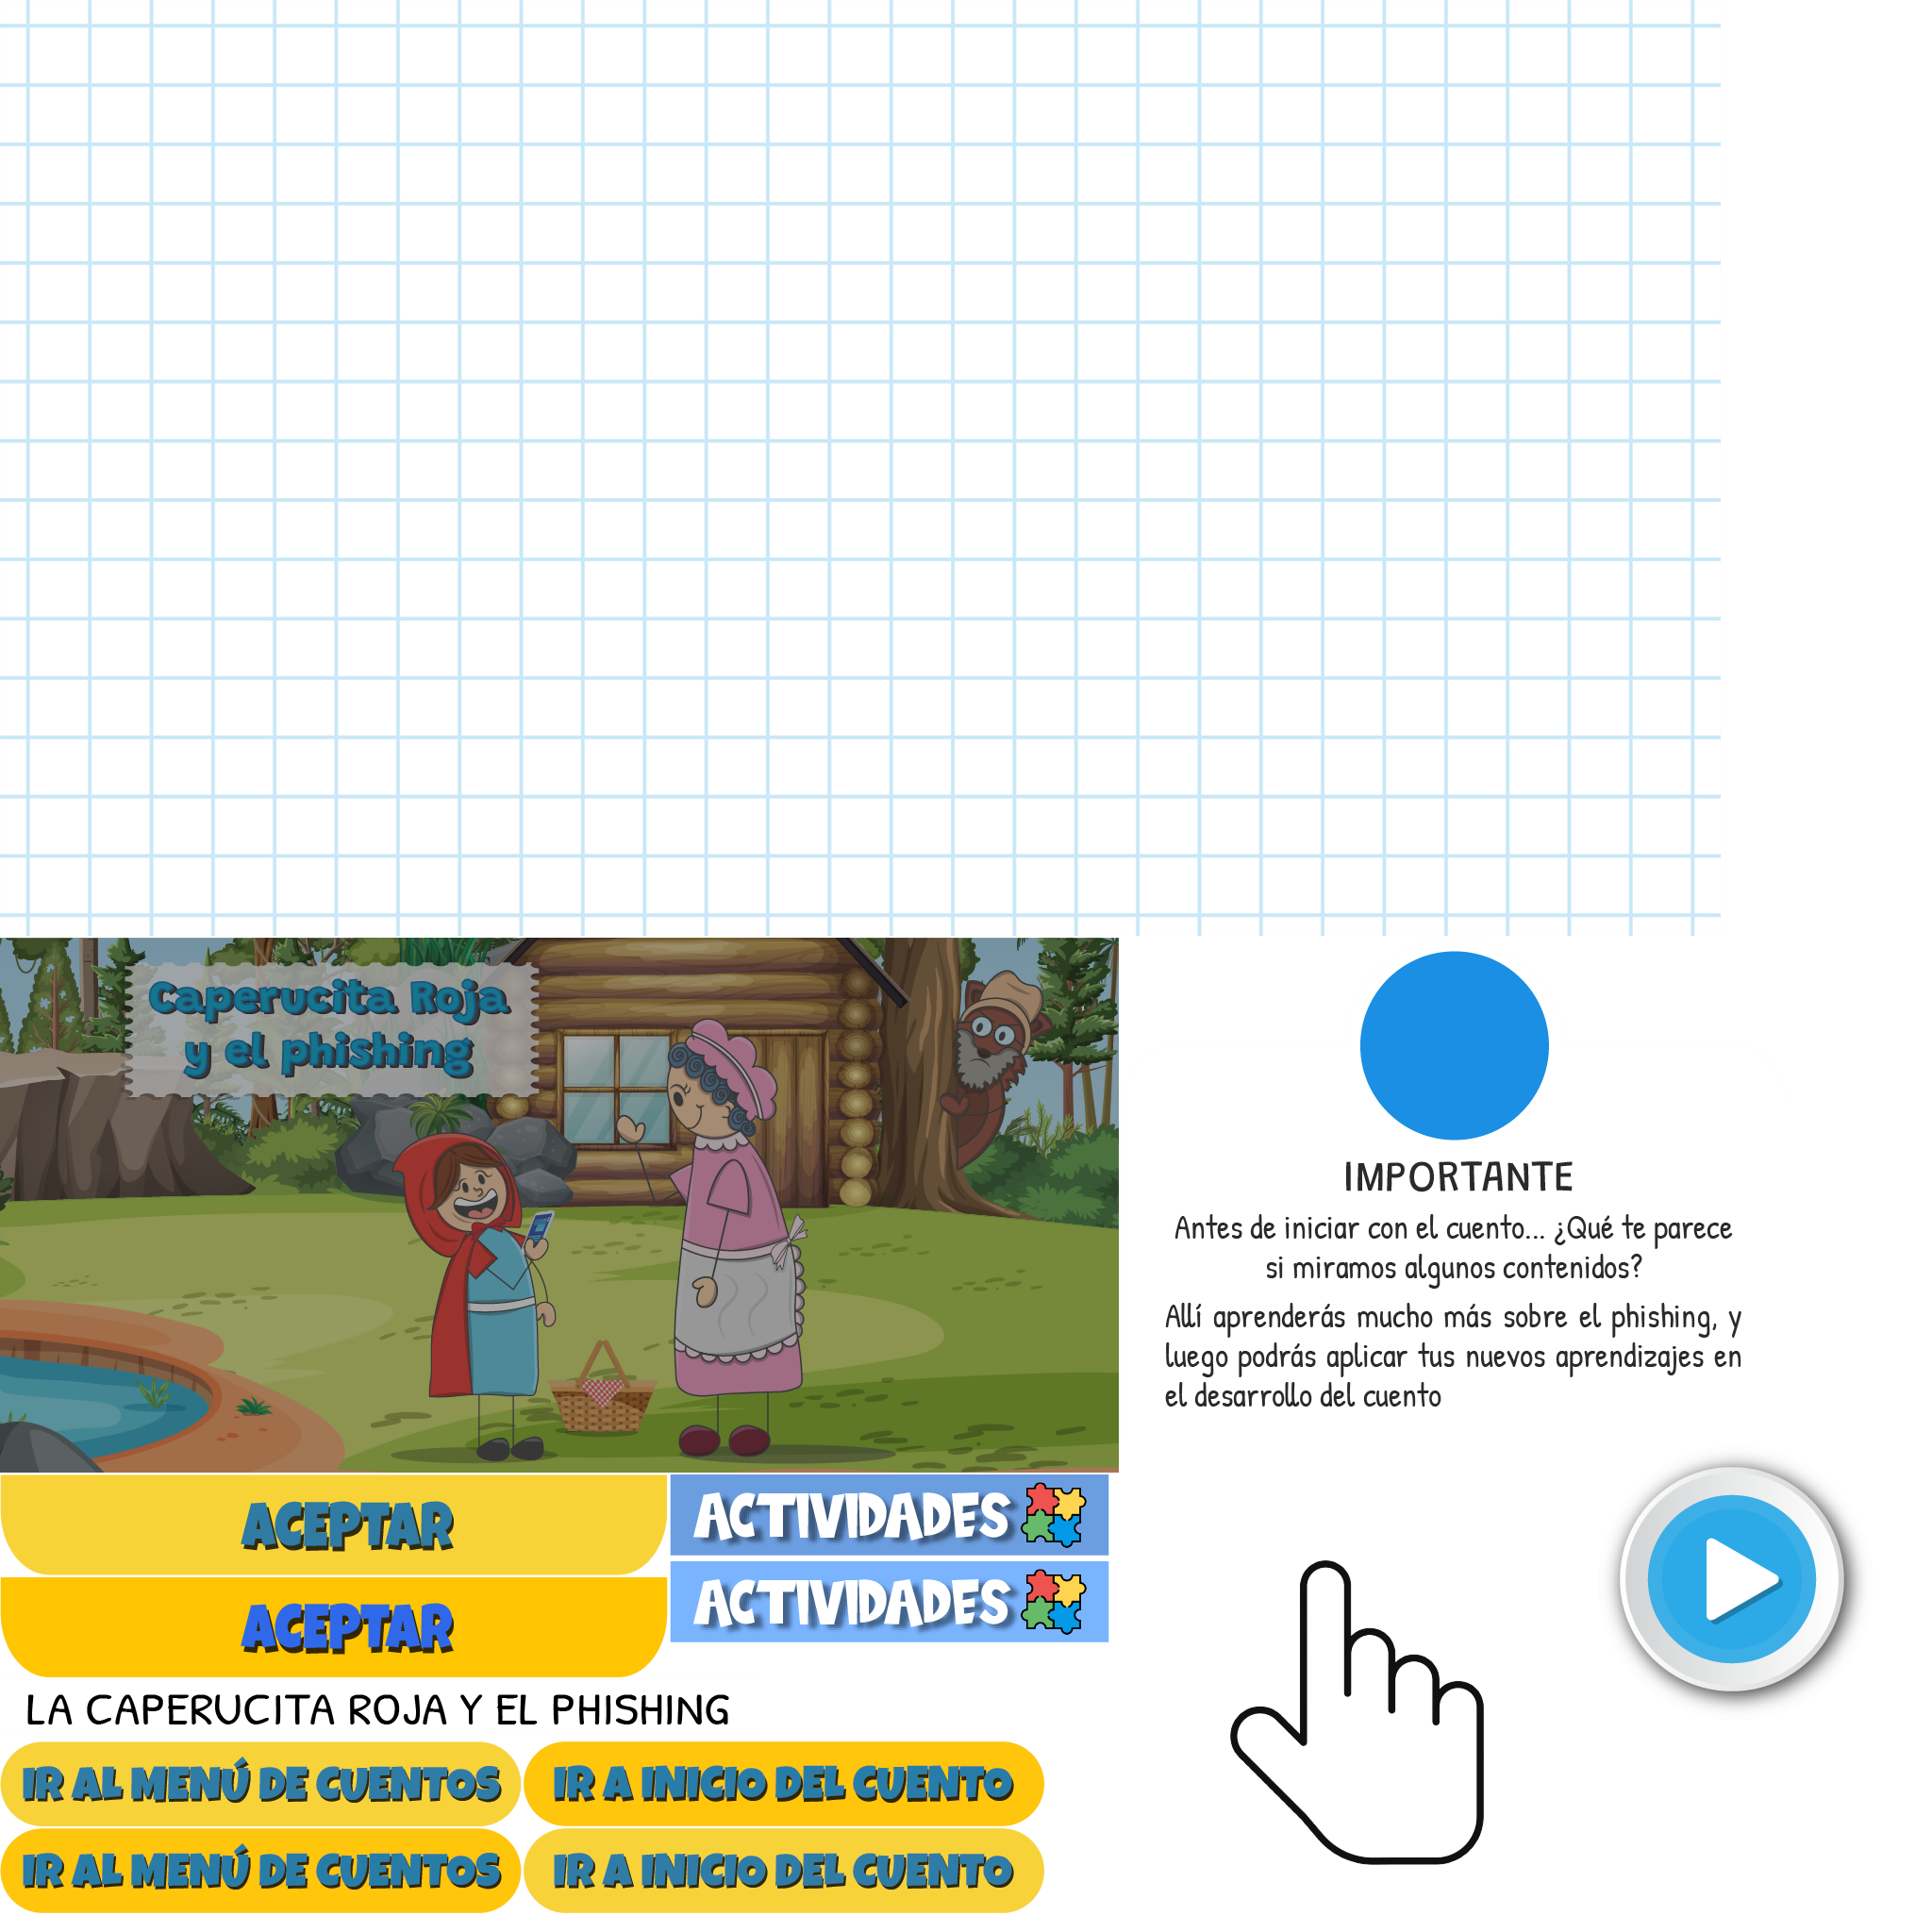 Caperucita Roja
y el phishing
IMPORTANTE
Antes de iniciar con el cuento... ¿Qué te parece
si miramos algunos contenidos?
Allí aprenderás mucho más sobre el phishing, y
luego podrás aplicar tus nuevos aprendizajes en
el desarrollo del cuento
ACEPTAR
ACTIVIDADES
ACEPTAR
ACTIVIDADES
LA CAPERUCITA ROJA Y EL PHISHING
IR AL MENÚ DE CUENTOS
IR A INICIO DEL CUENTO
IR AL MENÚ DE CUENTOS
IR A INICIO DEL CUENTO